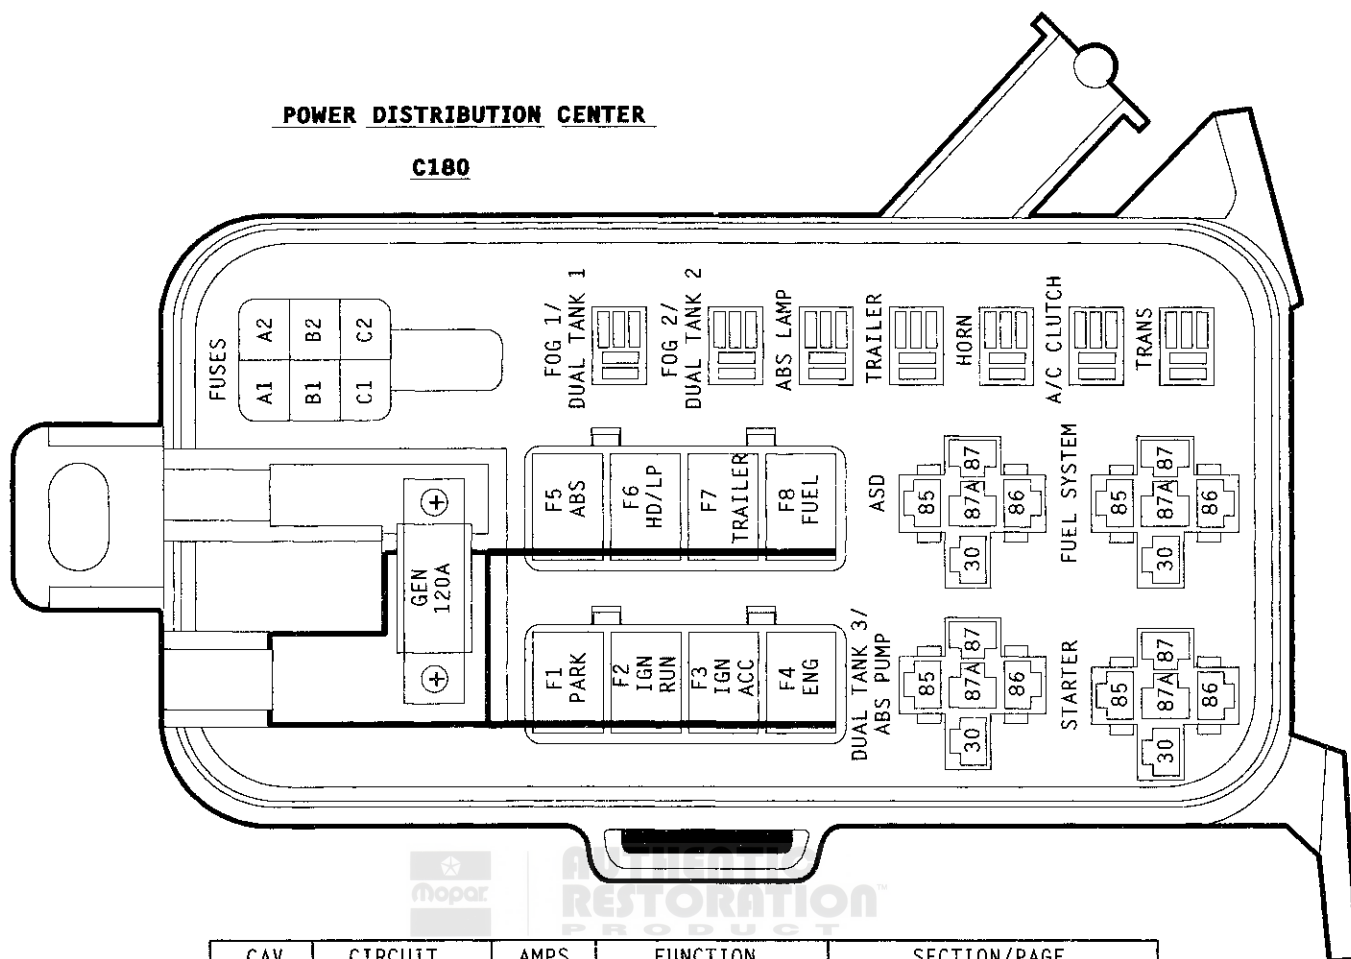 POWER DISTRIBUTION CENTER
C180
FUSES
A1 A2
B1 B2
C1 C2
FOG 1/
DUAL TANK 1
FOG 2/
DUAL TANK 2
ABS LAMP
TRAILER
HORN
A/C CLUTCH
TRANS
GEN
120A
F5
ABS
F6
HD/LP
F7
TRAILER
F8
FUEL
ASD
85
87
87A
86
30
FUEL SYSTEM
85
87
87A
86
30
F1
PARK
F2
IGN
RUN
F3
IGN
ACC
F4
ENG
DUAL TANK 3/
ABS PUMP
85
87
87A
86
30
STARTER
85
87
87A
86
30
Mopar
AUTHENTIC
RESTORATION™
PRODUCT
CAV CIRCUIT AMPS FUNCTION SECTION/PAGE